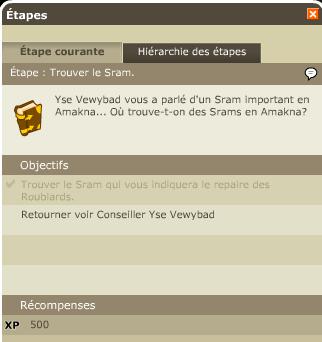 Étapes
Étape courante
Hiérarchie des étapes
Étape : Trouver le Sram.
Yse Vewybad vous a parlé d'un Sram important en
Amakna... Où trouve-t-on des Srams en Amakna?
Objectifs
Trouver le Sram qui vous indiquera le repaire des
Roublards.
Retourner voir Conseiller Yse Vewybad
Récompenses
XP 500